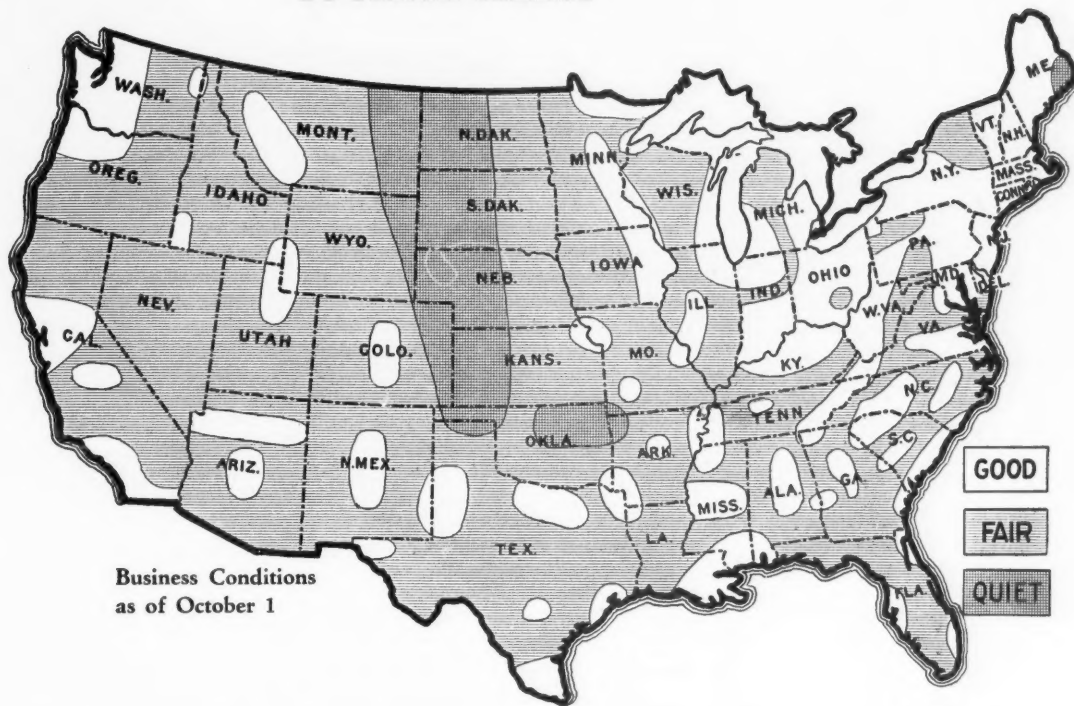 WASH.
MONT.
N.DAK.
MINN.
ME.
VT.
N.H.
OREG.
IDAHO
S.DAK.
WIS.
MICH.
N.Y.
MASS.
CONN.
WYO.
NEB.
IOWA
PA.
N.J.
NEV.
UTAH
COLO.
KANS.
MO.
ILL.
IND.
OHIO
W.VA.
MD.
DEL.
CAL.
KY.
VA.
N.C.
TENN.
ARIZ.
N.MEX.
OKLA.
ARK.
S.C.
GOOD
MISS.
ALA.
GA.
TEX.
LA.
FAIR
FLA.
QUIET
Business Conditions
as of October 1